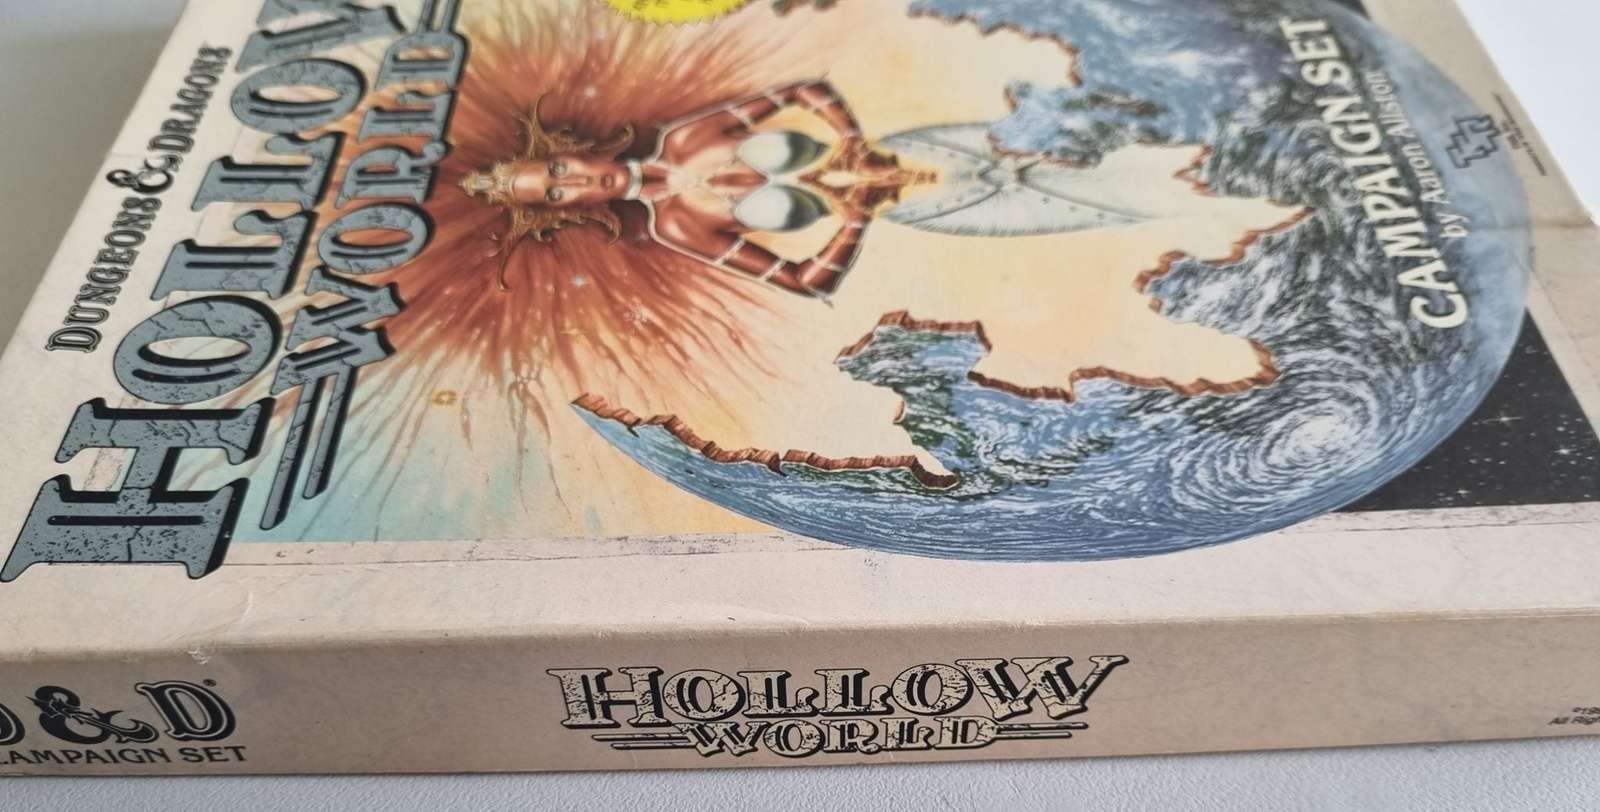 DUNGEONS & DRAGONS
HOLLOW
WORLD
CAMPAIGN SET
by Aaron Allston
& D®
CAMPAIGN SET
HOLLOW
WORLD